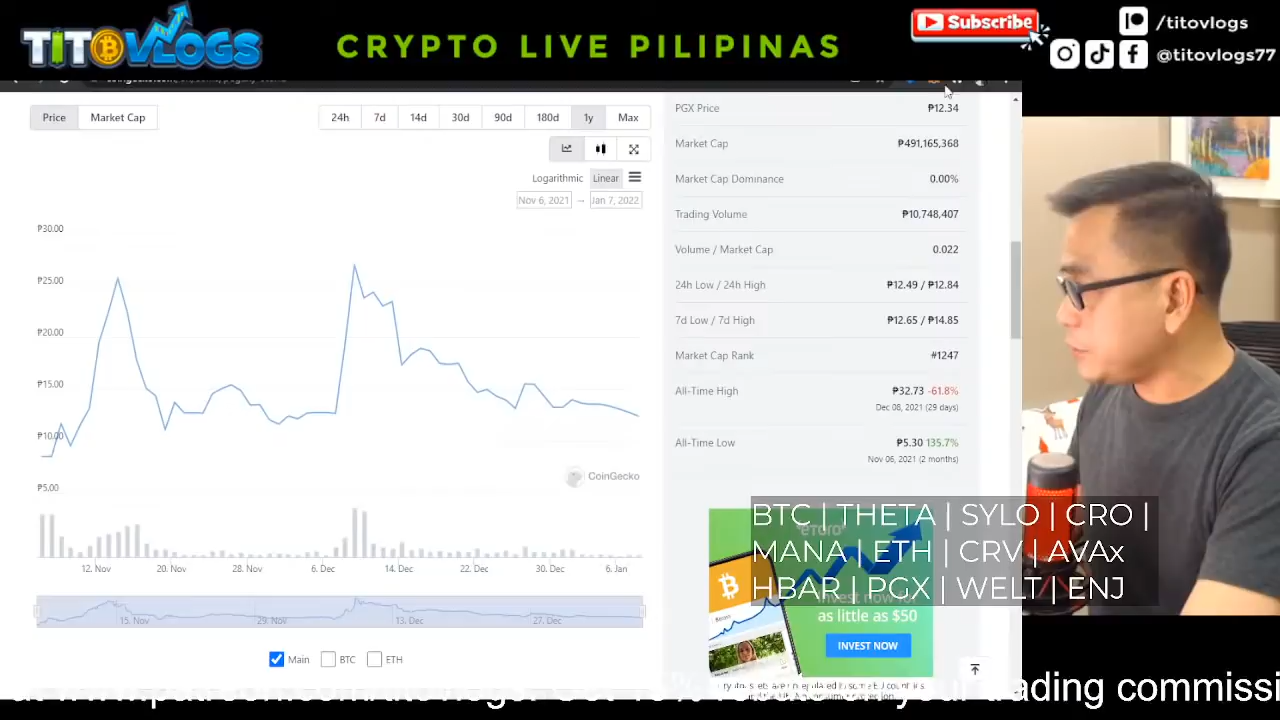 TITOVLOGS
CRYPTO LIVE PILIPINAS
Subscribe
/titovlogs
@titovlogs77
Price
Market Cap
24h
7d
14d
30d
90d
180d
1y
Max
Logarithmic
Linear
Nov 6, 2021 → Jan 7, 2022
₱30.00
₱25.00
₱20.00
₱15.00
₱10.00
₱5.00
CoinGecko
12. Nov
20. Nov
28. Nov
6. Dec
14. Dec
22. Dec
30. Dec
6. Jan
15. Nov
29. Nov
13. Dec
27. Dec
Main
BTC
ETH
PGX Price ₱12.34
Market Cap ₱491,165,368
Market Cap Dominance 0.00%
Trading Volume ₱10,748,407
Volume / Market Cap 0.022
24h Low / 24h High ₱12.49 / ₱12.84
7d Low / 7d High ₱12.65 / ₱14.85
Market Cap Rank #1247
All-Time High ₱32.73 -61.8%
Dec 08, 2021 (29 days)
All-Time Low ₱5.30 135.7%
Nov 06, 2021 (2 months)
BTC | THETA | SYLO | CRO |
MANA | ETH | CRV | AVAx
HBAR | PGX | WELT | ENJ
eToro
Invest now for
as little as $50
INVEST NOW
your trading commissi